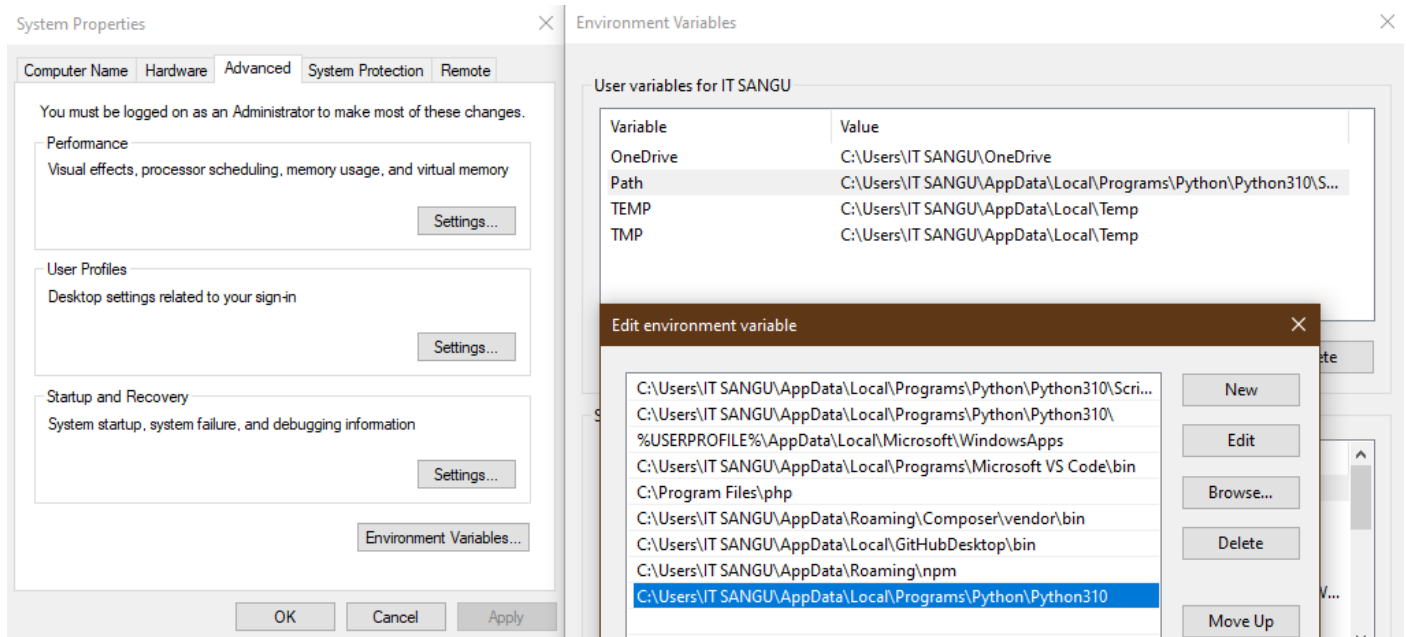 System Properties
Computer Name Hardware Advanced System Protection Remote
You must be logged on as an Administrator to make most of these changes.
Performance
Visual effects, processor scheduling, memory usage, and virtual memory
Settings...
User Profiles
Desktop settings related to your sign-in
Settings...
Startup and Recovery
System startup, system failure, and debugging information
Settings...
Environment Variables...
OK Cancel Apply
Environment Variables
User variables for IT SANGU
Variable Value
OneDrive C:\Users\IT SANGU\OneDrive
Path C:\Users\IT SANGU\AppData\Local\Programs\Python\Python310\S...
TEMP C:\Users\IT SANGU\AppData\Local\Temp
TMP C:\Users\IT SANGU\AppData\Local\Temp
Edit environment variable
C:\Users\IT SANGU\AppData\Local\Programs\Python\Python310\Scri...
C:\Users\IT SANGU\AppData\Local\Programs\Python\Python310\
%USERPROFILE%\AppData\Local\Microsoft\WindowsApps
C:\Users\IT SANGU\AppData\Local\Programs\Microsoft VS Code\bin
C:\Program Files\php
C:\Users\IT SANGU\AppData\Roaming\Composer\vendor\bin
C:\Users\IT SANGU\AppData\Local\GitHubDesktop\bin
C:\Users\IT SANGU\AppData\Roaming\npm
C:\Users\IT SANGU\AppData\Local\Programs\Python\Python310
New
Edit
Browse...
Delete
Move Up